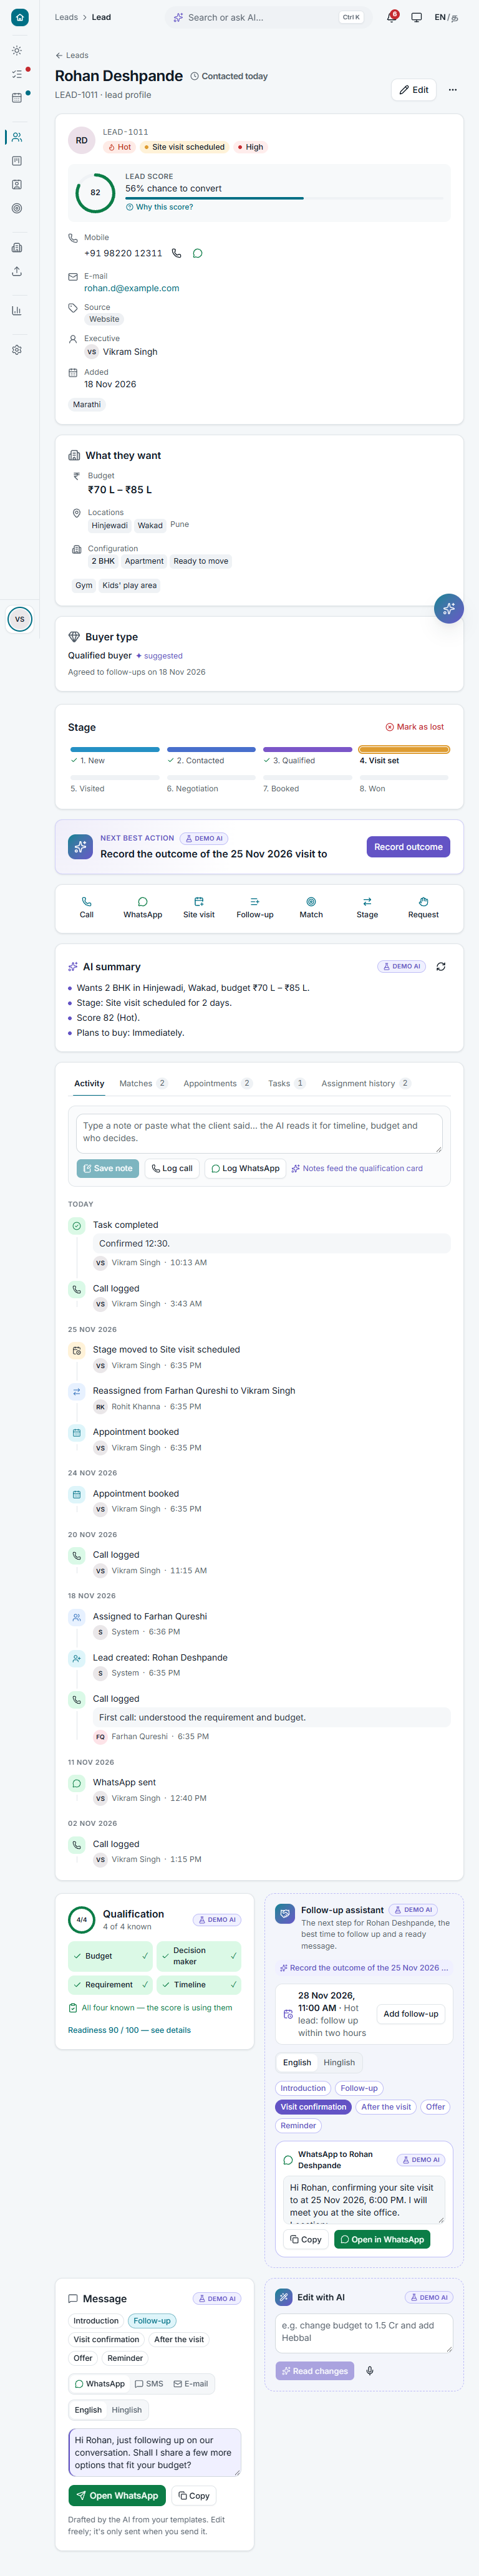 Leads > Lead
Search or ask AI...
Ctrl K
6
EN / த
← Leads
Rohan Deshpande
Contacted today
LEAD-1011 · lead profile
Edit
RD
LEAD-1011
Hot
Site visit scheduled
High
82
LEAD SCORE
56% chance to convert
Why this score?
Mobile
+91 98220 12311
E-mail
rohan.d@example.com
Source
Website
Executive
VS Vikram Singh
Added
18 Nov 2026
Marathi
What they want
Budget
₹70 L – ₹85 L
Locations
Hinjewadi Wakad Pune
Configuration
2 BHK Apartment Ready to move
Gym Kids' play area
VS
Buyer type
Qualified buyer suggested
Agreed to follow-ups on 18 Nov 2026
Stage
Mark as lost
✓ 1. New
✓ 2. Contacted
✓ 3. Qualified
4. Visit set
5. Visited
6. Negotiation
7. Booked
8. Won
NEXT BEST ACTION DEMO AI
Record the outcome of the 25 Nov 2026 visit to
Record outcome
Call
WhatsApp
Site visit
Follow-up
Match
Stage
Request
AI summary
DEMO AI
Wants 2 BHK in Hinjewadi, Wakad, budget ₹70 L – ₹85 L.
Stage: Site visit scheduled for 2 days.
Score 82 (Hot).
Plans to buy: Immediately.
Activity
Matches 2
Appointments 2
Tasks 1
Assignment history 2
Type a note or paste what the client said... the AI reads it for timeline, budget and
who decides.
Save note
Log call
Log WhatsApp
Notes feed the qualification card
TODAY
Task completed
Confirmed 12:30.
VS Vikram Singh · 10:13 AM
Call logged
VS Vikram Singh · 3:43 AM
25 NOV 2026
Stage moved to Site visit scheduled
VS Vikram Singh · 6:35 PM
Reassigned from Farhan Qureshi to Vikram Singh
RK Rohit Khanna · 6:35 PM
Appointment booked
VS Vikram Singh · 6:35 PM
24 NOV 2026
Appointment booked
VS Vikram Singh · 6:35 PM
20 NOV 2026
Call logged
VS Vikram Singh · 11:15 AM
18 NOV 2026
Assigned to Farhan Qureshi
S System · 6:36 PM
Lead created: Rohan Deshpande
S System · 6:35 PM
Call logged
First call: understood the requirement and budget.
FQ Farhan Qureshi · 6:35 PM
11 NOV 2026
WhatsApp sent
VS Vikram Singh · 12:40 PM
02 NOV 2026
Call logged
VS Vikram Singh · 1:15 PM
4/4
Qualification
4 of 4 known
DEMO AI
✓ Budget ✓
✓ Decision maker ✓
✓ Requirement ✓
✓ Timeline ✓
All four known — the score is using them
Readiness 90 / 100 — see details
Follow-up assistant DEMO AI
The next step for Rohan Deshpande, the
best time to follow up and a ready
message.
Record the outcome of the 25 Nov 2026 ...
28 Nov 2026,
11:00 AM · Hot
lead: follow up
within two hours
Add follow-up
English Hinglish
Introduction Follow-up
Visit confirmation After the visit Offer
Reminder
WhatsApp to Rohan
Deshpande
DEMO AI
Hi Rohan, confirming your site visit
to at 25 Nov 2026, 6:00 PM. I will
meet you at the site office.
Copy
Open in WhatsApp
Message
DEMO AI
Introduction Follow-up
Visit confirmation After the visit
Offer Reminder
WhatsApp SMS E-mail
English Hinglish
Hi Rohan, just following up on our
conversation. Shall I share a few more
options that fit your budget?
Open WhatsApp
Copy
Drafted by the AI from your templates. Edit
freely; it's only sent when you send it.
Edit with AI
DEMO AI
e.g. change budget to 1.5 Cr and add
Hebbal
Read changes